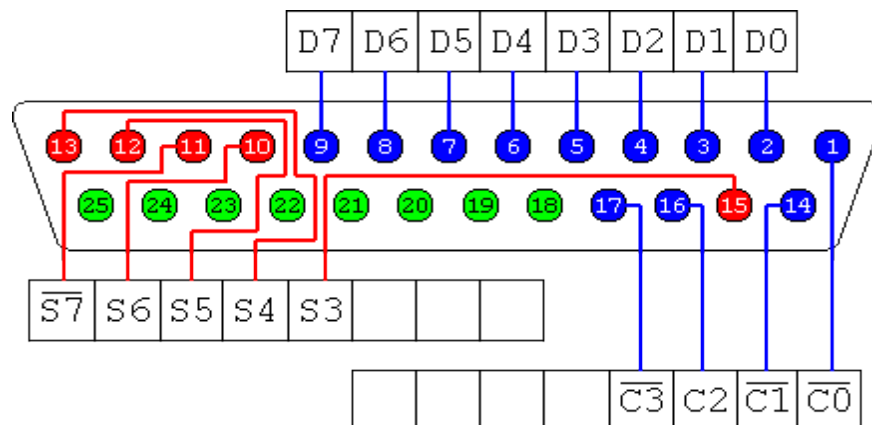 D7 D6 D5 D4 D3 D2 D1 D0
13 12 11 10 9 8 7 6 5 4 3 2 1
25 24 23 22 21 20 19 18 17 16 15 14
S̅7̅ S6 S5 S4 S3
C̅3̅ C2 C̅1̅ C̅0̅